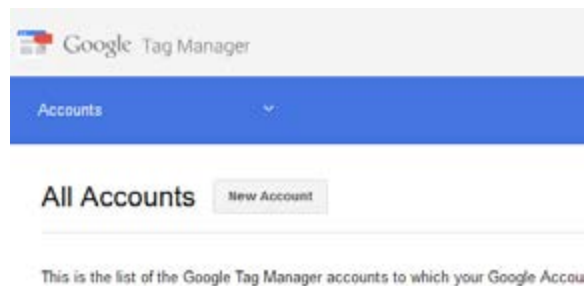 Google Tag Manager
Accounts
All Accounts New Account
This is the list of the Google Tag Manager accounts to which your Google